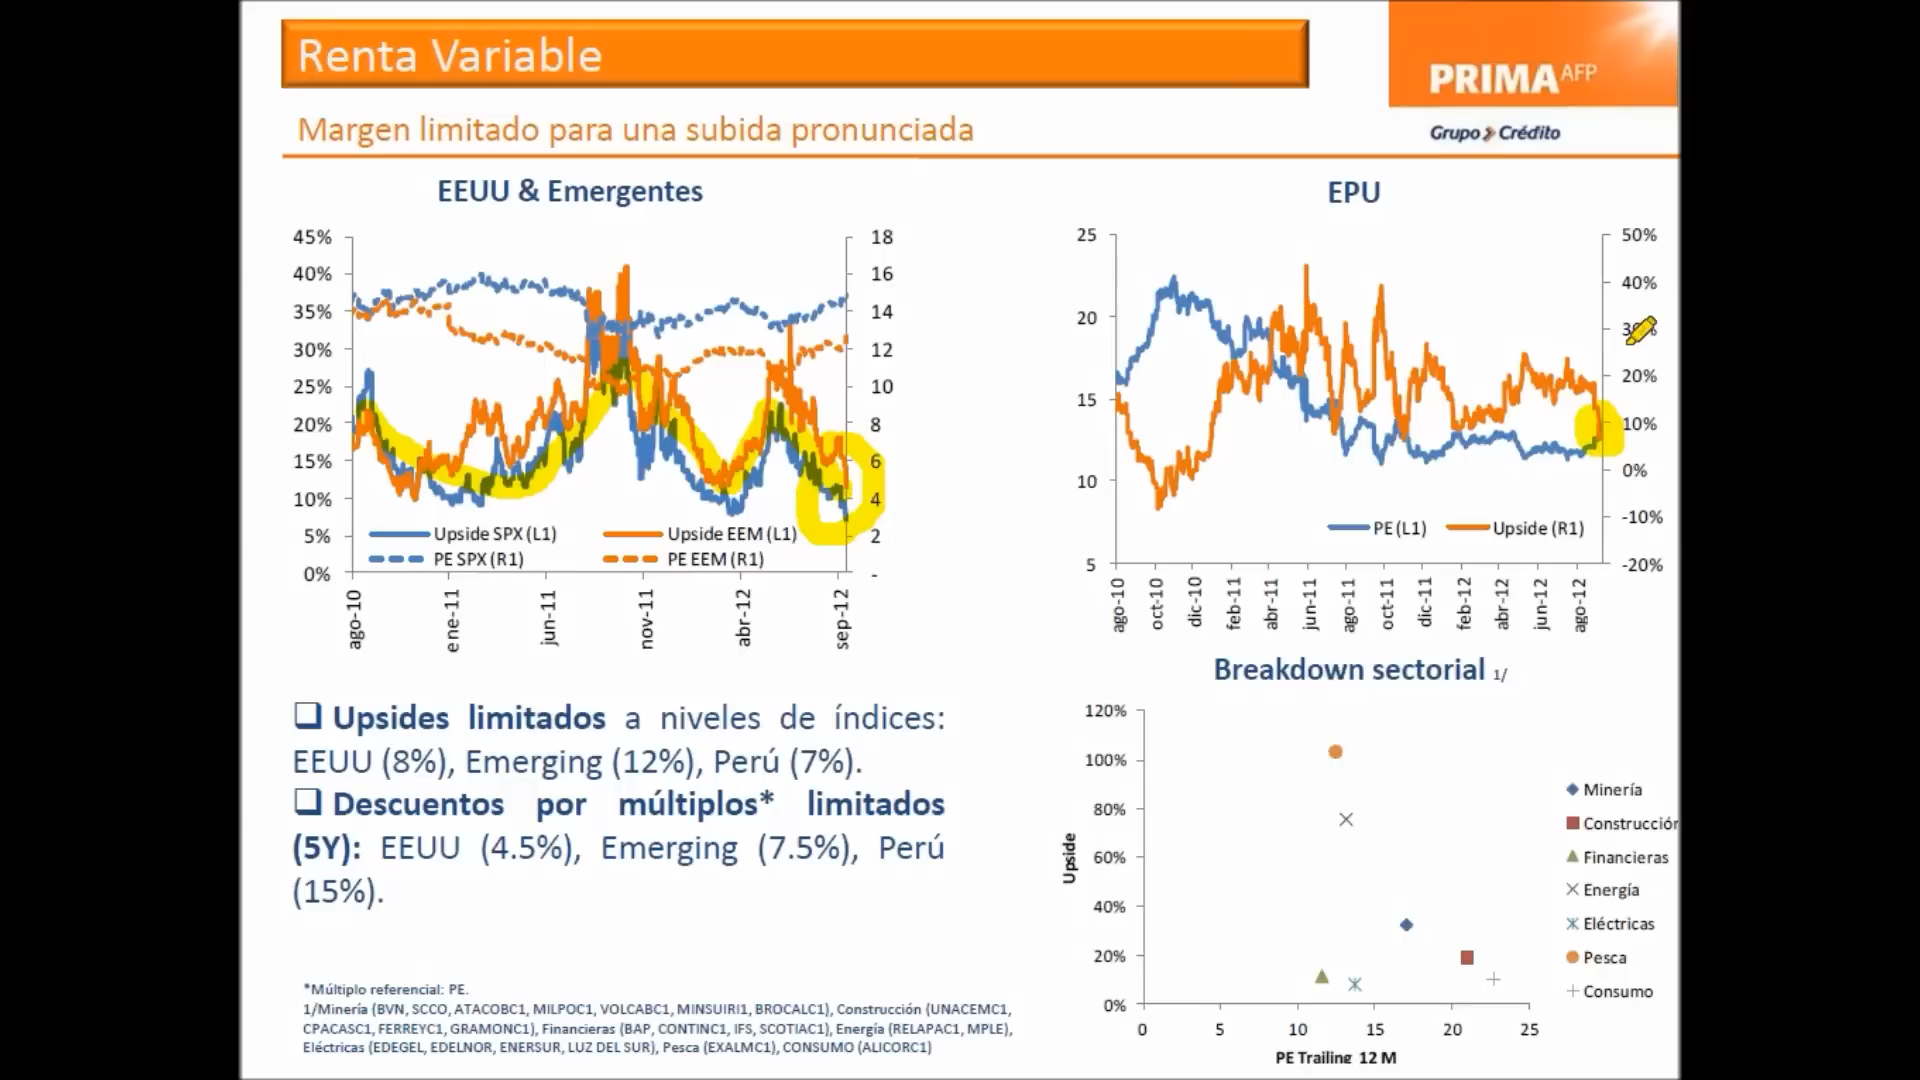 Renta Variable
PRIMA AFP
Grupo Crédito
Margen limitado para una subida pronunciada
EEUU & Emergentes
45%
40%
35%
30%
25%
20%
15%
10%
5%
0%
18
16
14
12
10
8
6
4
2
-
Upside SPX (L1)
Upside EEM (L1)
PE SPX (R1)
PE EEM (R1)
ago-10
ene-11
jun-11
nov-11
abr-12
sep-12
EPU
25
20
15
10
5
50%
40%
30%
20%
10%
0%
-10%
-20%
PE (L1)
Upside (R1)
ago-10
oct-10
dic-10
feb-11
abr-11
jun-11
ago-11
oct-11
dic-11
feb-12
abr-12
jun-12
ago-12
Upsides limitados a niveles de índices:
EEUU (8%), Emerging (12%), Perú (7%).
Descuentos por múltiplos* limitados
(5Y): EEUU (4.5%), Emerging (7.5%), Perú
(15%).
Breakdown sectorial 1/
120%
100%
80%
60%
40%
20%
0%
Upside
0 5 10 15 20 25
PE Trailing 12 M
Minería
Construcción
Financieras
Energía
Eléctricas
Pesca
Consumo
*Múltiplo referencial: PE.
1/Minería (BVN, SCCO, ATACOBC1, MILPOC1, VOLCABC1, MINSUIRI1, BROCALC1), Construcción (UNACEMC1,
CPACASC1, FERREYC1, GRAMONC1), Financieras (BAP, CONTINC1, IFS, SCOTIAC1), Energía (RELAPAC1, MPLE),
Eléctricas (EDEGEL, EDELNOR, ENERSUR, LUZ DEL SUR), Pesca (EXALMC1), CONSUMO (ALICORC1)